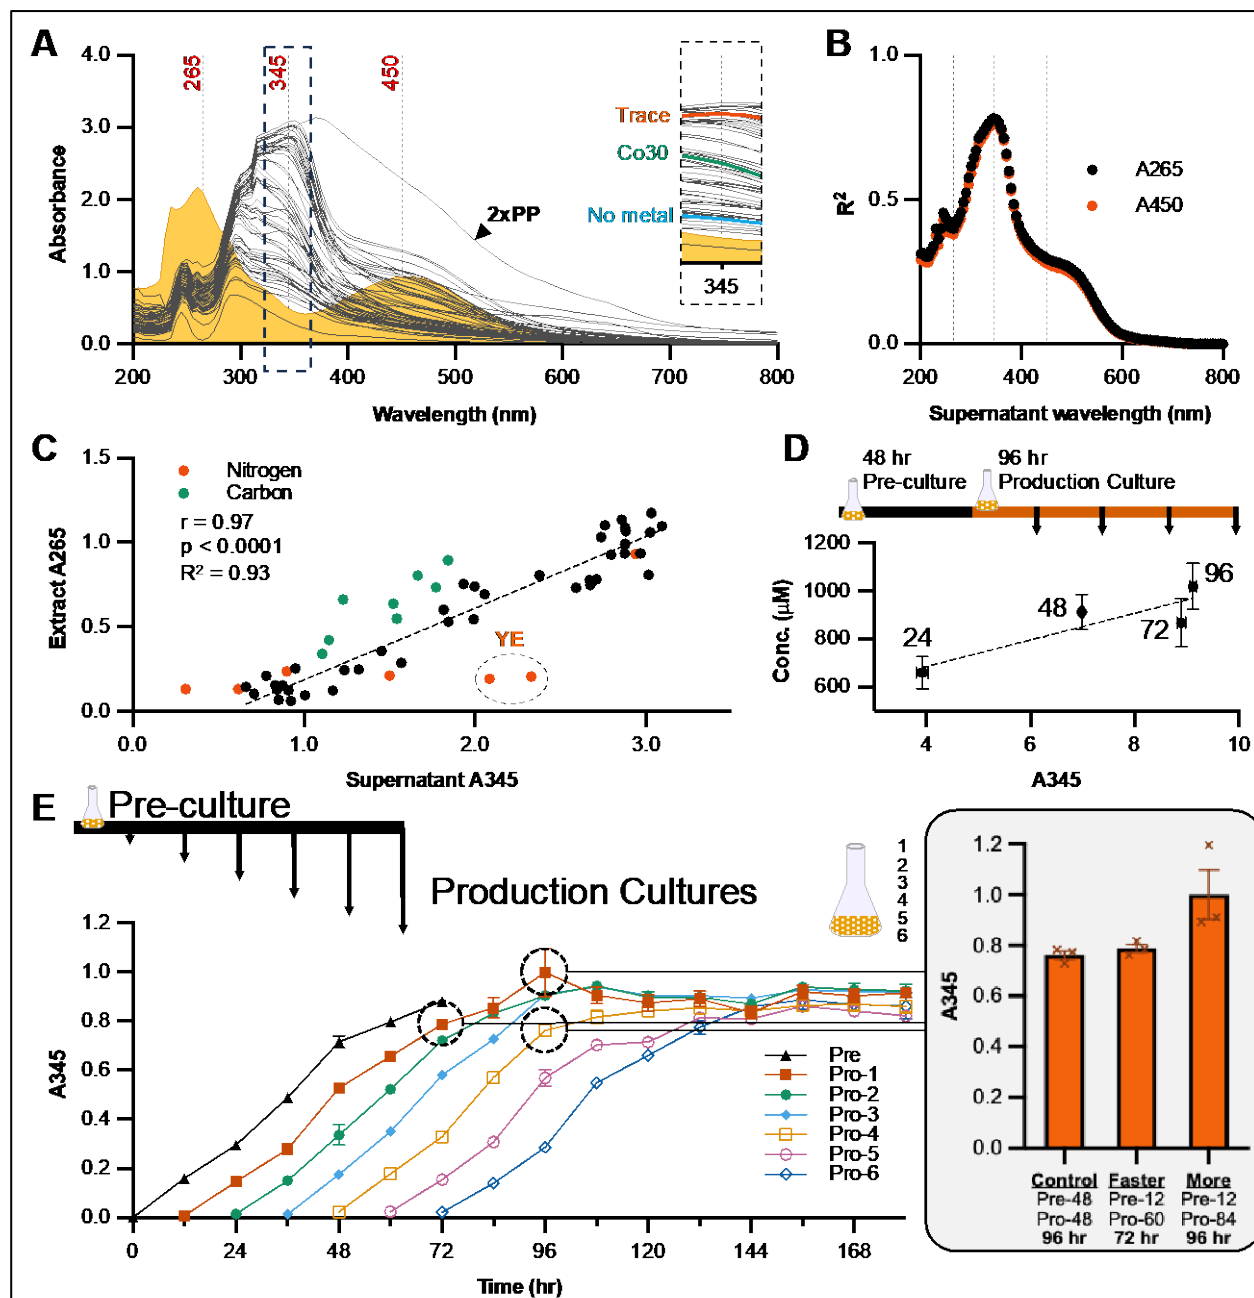 A
4.0
3.0
2.0
1.0
0.0
Absorbance
265
345
450
2xPP
200
300
400
500
600
700
800
Wavelength (nm)
Trace
Co30
No metal
345
B
1.0
0.5
0.0
R²
A265
A450
200
400
600
800
Supernatant wavelength (nm)
C
1.5
1.0
0.5
0.0
Extract A265
Nitrogen
Carbon
r = 0.97
p < 0.0001
R² = 0.93
YE
0.0
1.0
2.0
3.0
Supernatant A345
D
48 hr
Pre-culture
96 hr
Production Culture
1200
1000
800
600
Conc. (µM)
24
48
72
96
4
6
8
10
A345
E
Pre-culture
Production Cultures
1
2
3
4
5
6
1.2
1.0
0.8
0.6
0.4
0.2
0.0
A345
Pre
Pro-1
Pro-2
Pro-3
Pro-4
Pro-5
Pro-6
0
24
48
72
96
120
144
168
Time (hr)
1.2
1.0
0.8
0.6
0.4
0.2
0.0
A345
Control
Pre-48
Pro-48
96 hr
Faster
Pre-12
Pro-60
72 hr
More
Pre-12
Pro-84
96 hr